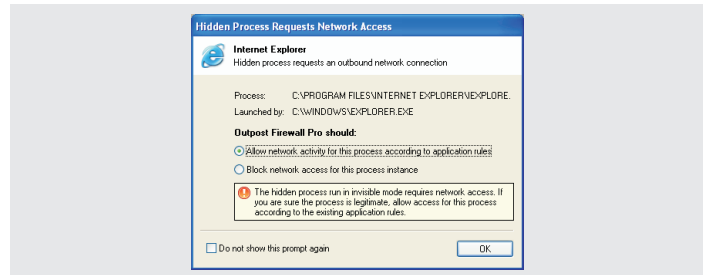 Hidden Process Requests Network Access
Internet Explorer
Hidden process requests an outbound network connection
Process: C:\PROGRAM FILES\INTERNET EXPLORER\IEXPLORE.
Launched by: C:\WINDOWS\EXPLORER.EXE
Outpost Firewall Pro should:
Allow network activity for this process according to application rules
Block network access for this process instance
The hidden process run in invisible mode requires network access. If
you are sure the process is legitimate, allow access for this process
according to the existing application rules.
Do not show this prompt again
OK